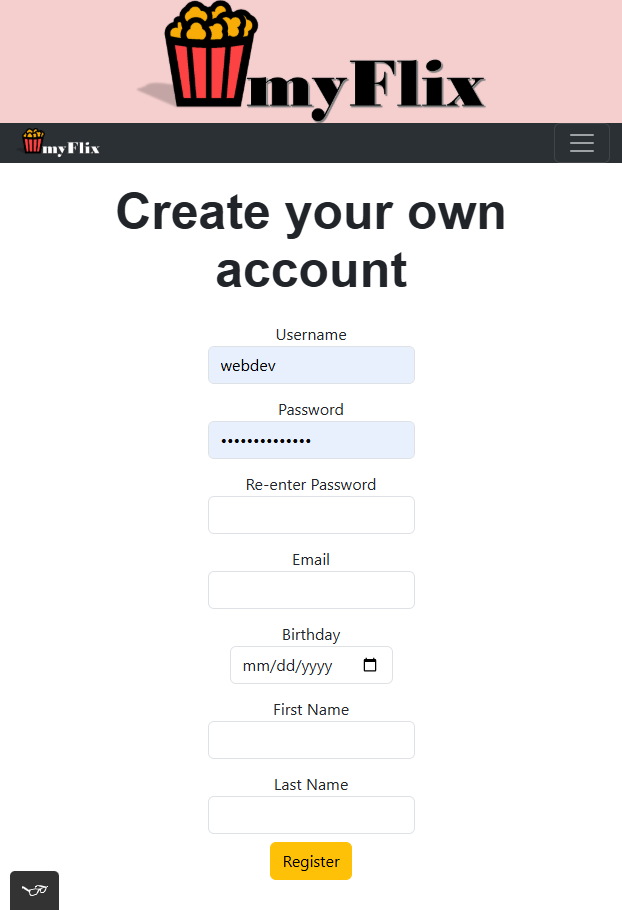 myFlix
myFlix
Create your own
account
Username
webdev
Password
••••••••••••••
Re-enter Password
Email
Birthday
mm/dd/yyyy
First Name
Last Name
Register